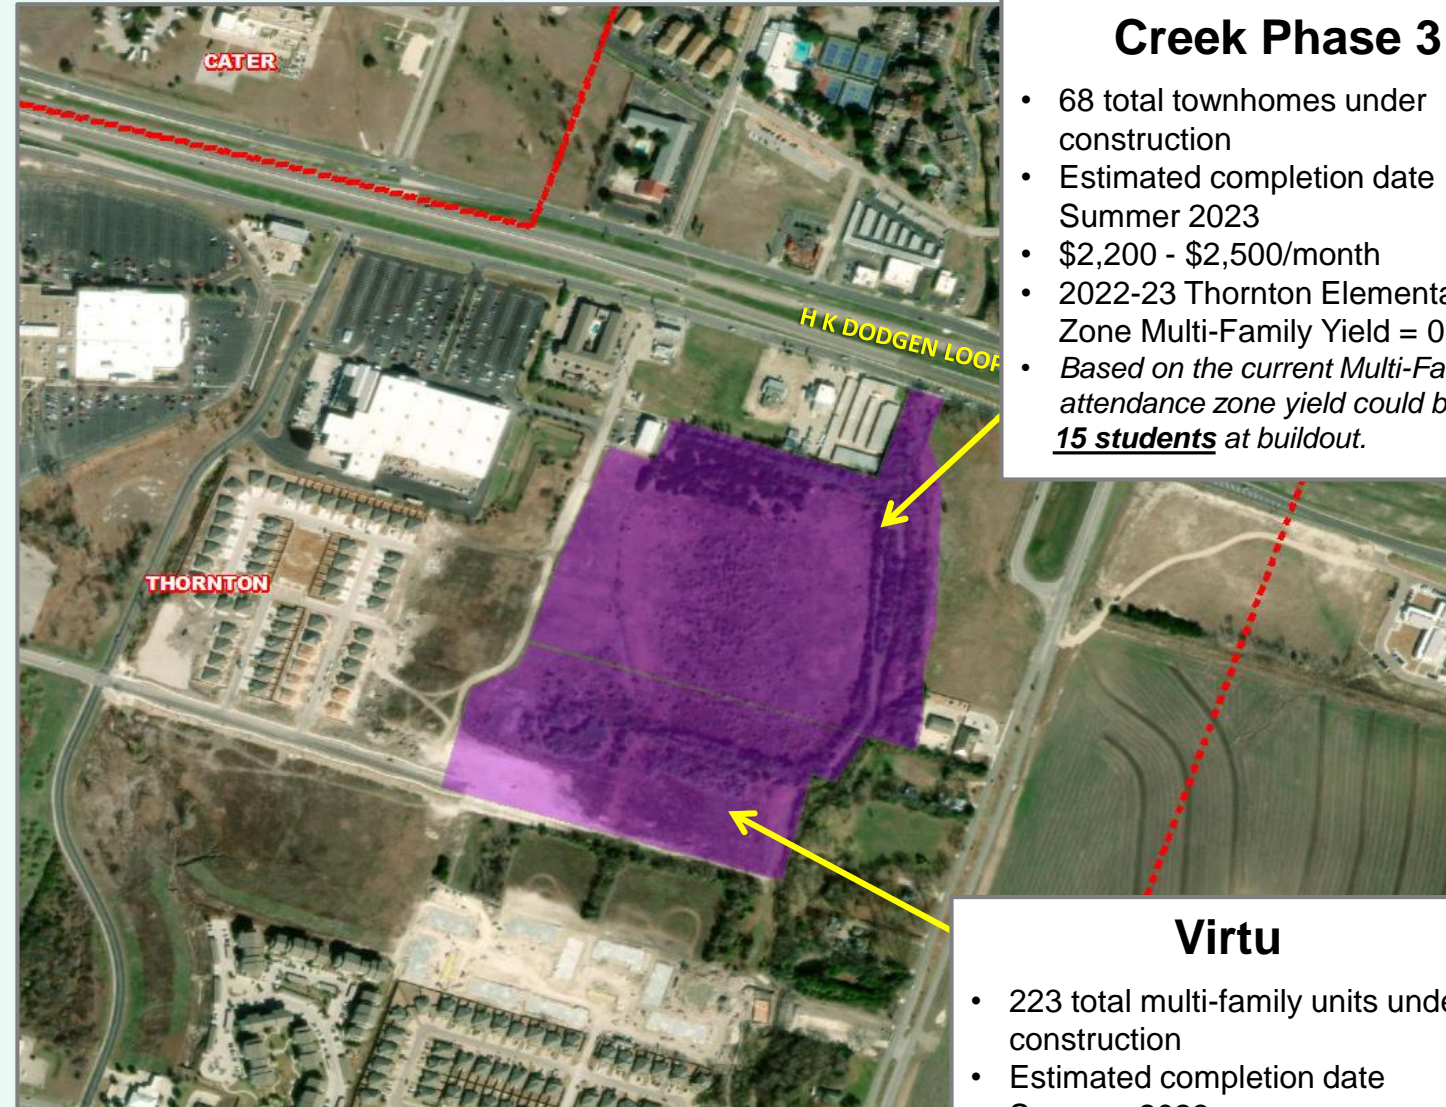 Creek Phase 3
CATER
• 68 total townhomes under
construction
• Estimated completion date
Summer 2023
• $2,200 - $2,500/month
• 2022-23 Thornton Elementa
Zone Multi-Family Yield = 0
• Based on the current Multi-Fa
attendance zone yield could b
15 students at buildout.
H K DODGEN LOOP
THORNTON
Virtu
• 223 total multi-family units unde
construction
• Estimated completion date